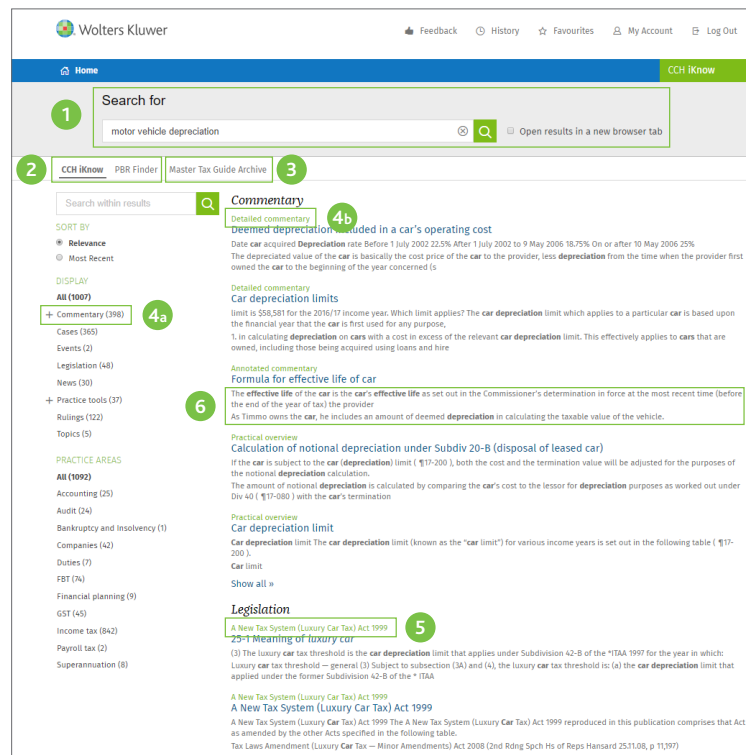 Wolters Kluwer
Feedback
History
Favourites
My Account
Log Out
Home
CCH iKnow
1
Search for
motor vehicle depreciation
Open results in a new browser tab
2
CCH iKnow
PBR Finder
Master Tax Guide Archive
3
Search within results
SORT BY
Relevance
Most Recent
DISPLAY
All (1007)
+ Commentary (398)
4a
Cases (365)
Events (2)
Legislation (48)
News (30)
+ Practice tools (37)
Rulings (122)
Topics (5)
PRACTICE AREAS
All (1092)
Accounting (25)
Audit (24)
Bankruptcy and Insolvency (1)
Companies (42)
Duties (7)
FBT (74)
Financial planning (9)
GST (45)
Income tax (842)
Payroll tax (2)
Superannuation (8)
Commentary
Detailed commentary
4b
Deemed depreciation included in a car's operating cost
Date car acquired Depreciation rate Before 1 July 2002 22.5% After 1 July 2002 to 9 May 2006 18.75% On or after 10 May 2006 25%
The depreciated value of the car is basically the cost price of the car to the provider, less depreciation from the time when the provider first
owned the car to the beginning of the year concerned (s
Detailed commentary
Car depreciation limits
limit is $58,581 for the 2016/17 income year. Which limit applies? The car depreciation limit which applies to a particular car is based upon
the financial year that the car is first used for any purpose,
1. in calculating depreciation on cars with a cost in excess of the relevant car depreciation limit. This effectively applies to cars that are
owned, including those being acquired using loans and hire
Annotated commentary
Formula for effective life of car
6
The effective life of the car is the car's effective life as set out in the Commissioner's determination in force at the most recent time (before
the end of the year of tax) the provider
As Timmo owns the car, he includes an amount of deemed depreciation in calculating the taxable value of the vehicle.
Practical overview
Calculation of notional depreciation under Subdiv 20-B (disposal of leased car)
If the car is subject to the car (depreciation) limit ( ¶17-200 ), both the cost and the termination value will be adjusted for the purposes of
the notional depreciation calculation.
The amount of notional depreciation is calculated by comparing the car's cost to the lessor for depreciation purposes as worked out under
Div 40 ( ¶17-080 ) with the car's termination
Practical overview
Car depreciation limit
Car depreciation limit The car depreciation limit (known as the "car limit") for various income years is set out in the following table ( ¶17-
200 ).
Car limit
Show all »
Legislation
A New Tax System (Luxury Car Tax) Act 1999
5
25-1 Meaning of luxury car
(3) The luxury car tax threshold is the car depreciation limit that applies under Subdivision 42-B of the *ITAA 1997 for the year in which:
Luxury car tax threshold — general (3) Subject to subsection (3A) and (4), the luxury car tax threshold is: (a) the car depreciation limit that
applied under the former Subdivision 42-B of the * ITAA
A New Tax System (Luxury Car Tax) Act 1999
A New Tax System (Luxury Car Tax) Act 1999
A New Tax System (Luxury Car Tax) Act 1999 The A New Tax System (Luxury Car Tax) Act 1999 reproduced in this publication comprises that Act
as amended by the other Acts specified in the following table.
Tax Laws Amendment (Luxury Car Tax — Minor Amendments) Act 2008 (2nd Rdng Spch Hs of Reps Hansard 25.11.08, p 11,197)